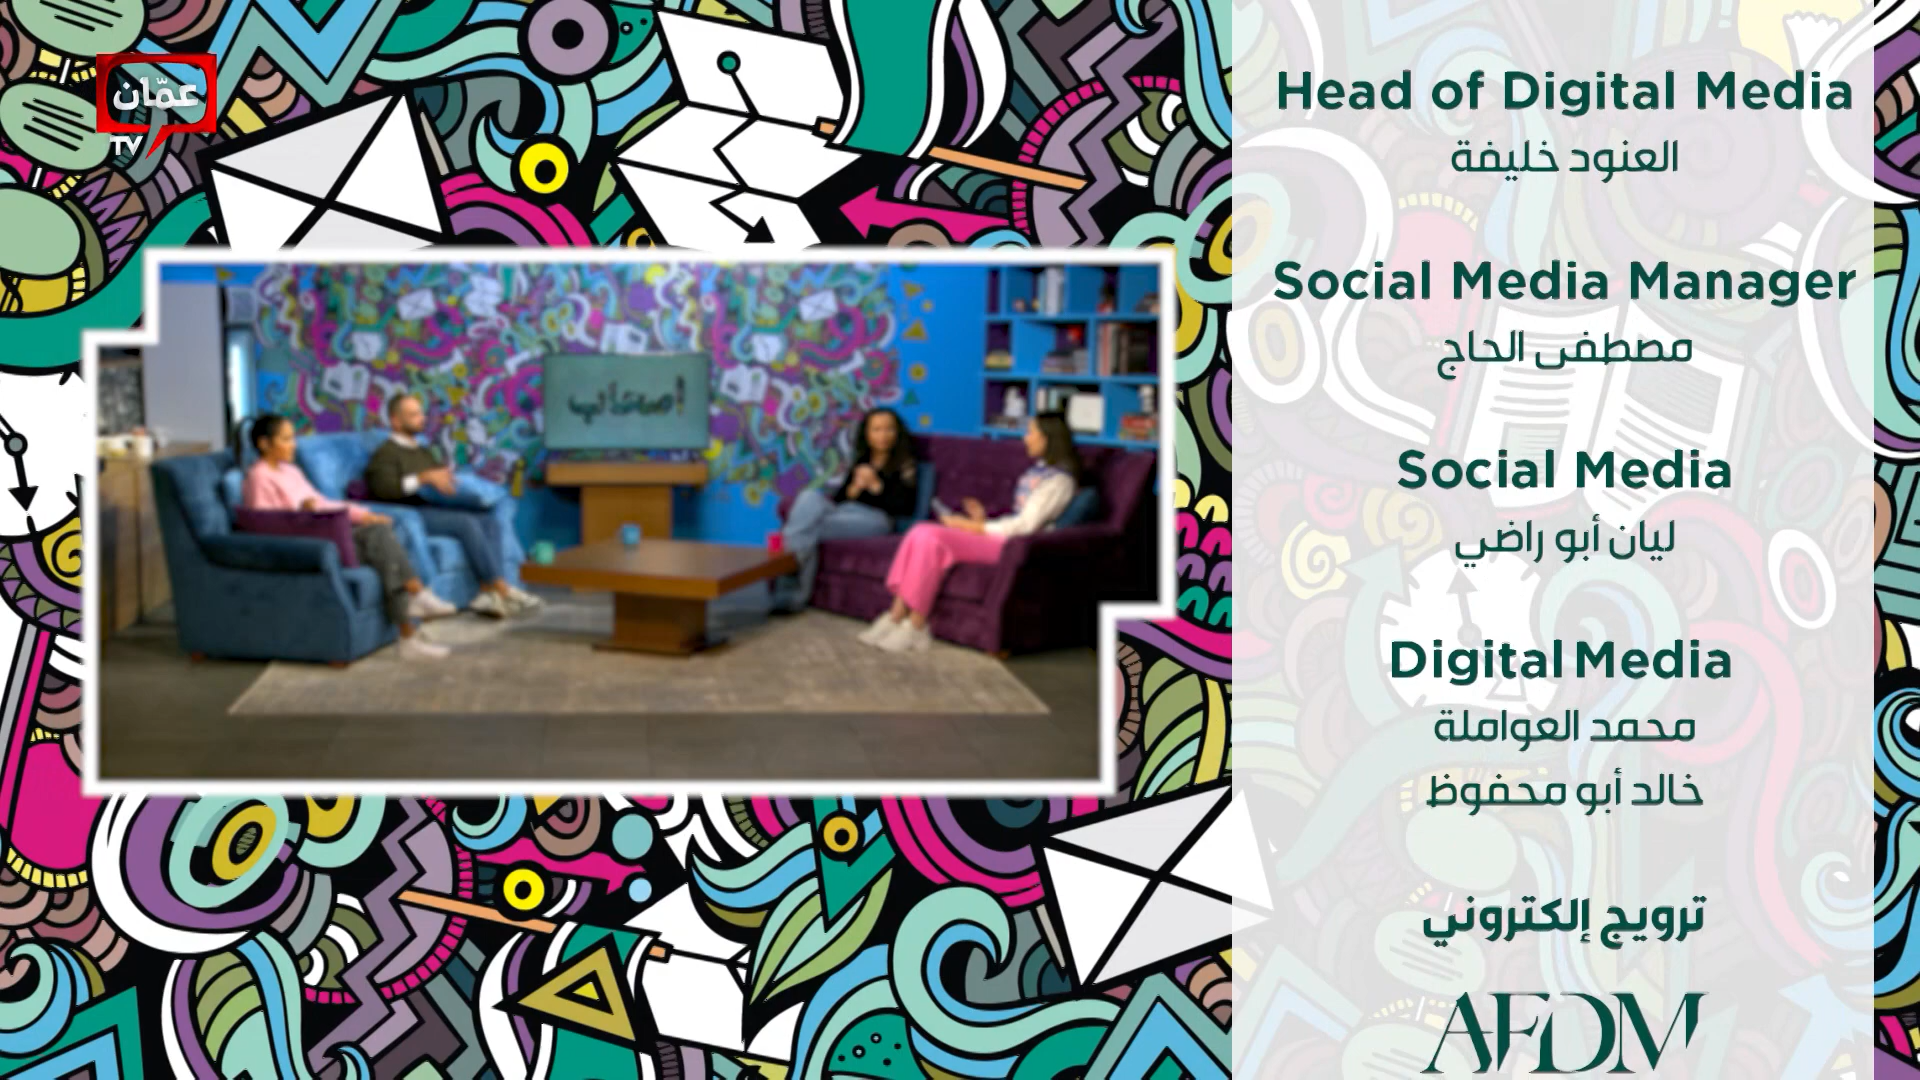 عمّان
TV
أصحاب
Head of Digital Media
العنود خليفة
Social Media Manager
مصطفى الحاج
Social Media
ليان أبو راضي
Digital Media
محمد العواملة
خالد أبو محفوظ
ترويج إلكتروني
AFDM